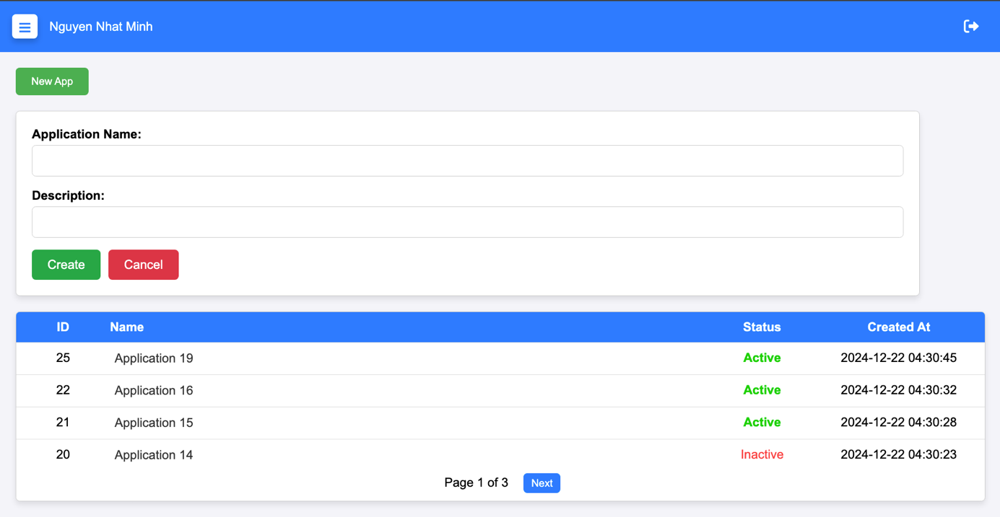 Nguyen Nhat Minh
New App
Application Name:
Description:
Create Cancel
ID Name Status Created At
25 Application 19 Active 2024-12-22 04:30:45
22 Application 16 Active 2024-12-22 04:30:32
21 Application 15 Active 2024-12-22 04:30:28
20 Application 14 Inactive 2024-12-22 04:30:23
Page 1 of 3 Next